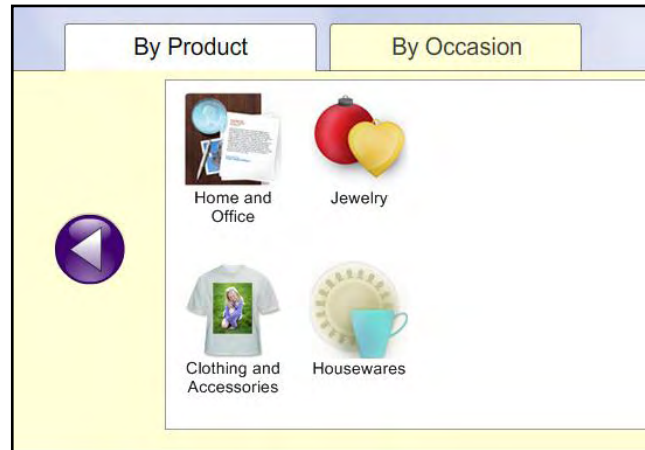 By Product
By Occasion
Home and
Office
Jewelry
Clothing and
Accessories
Housewares